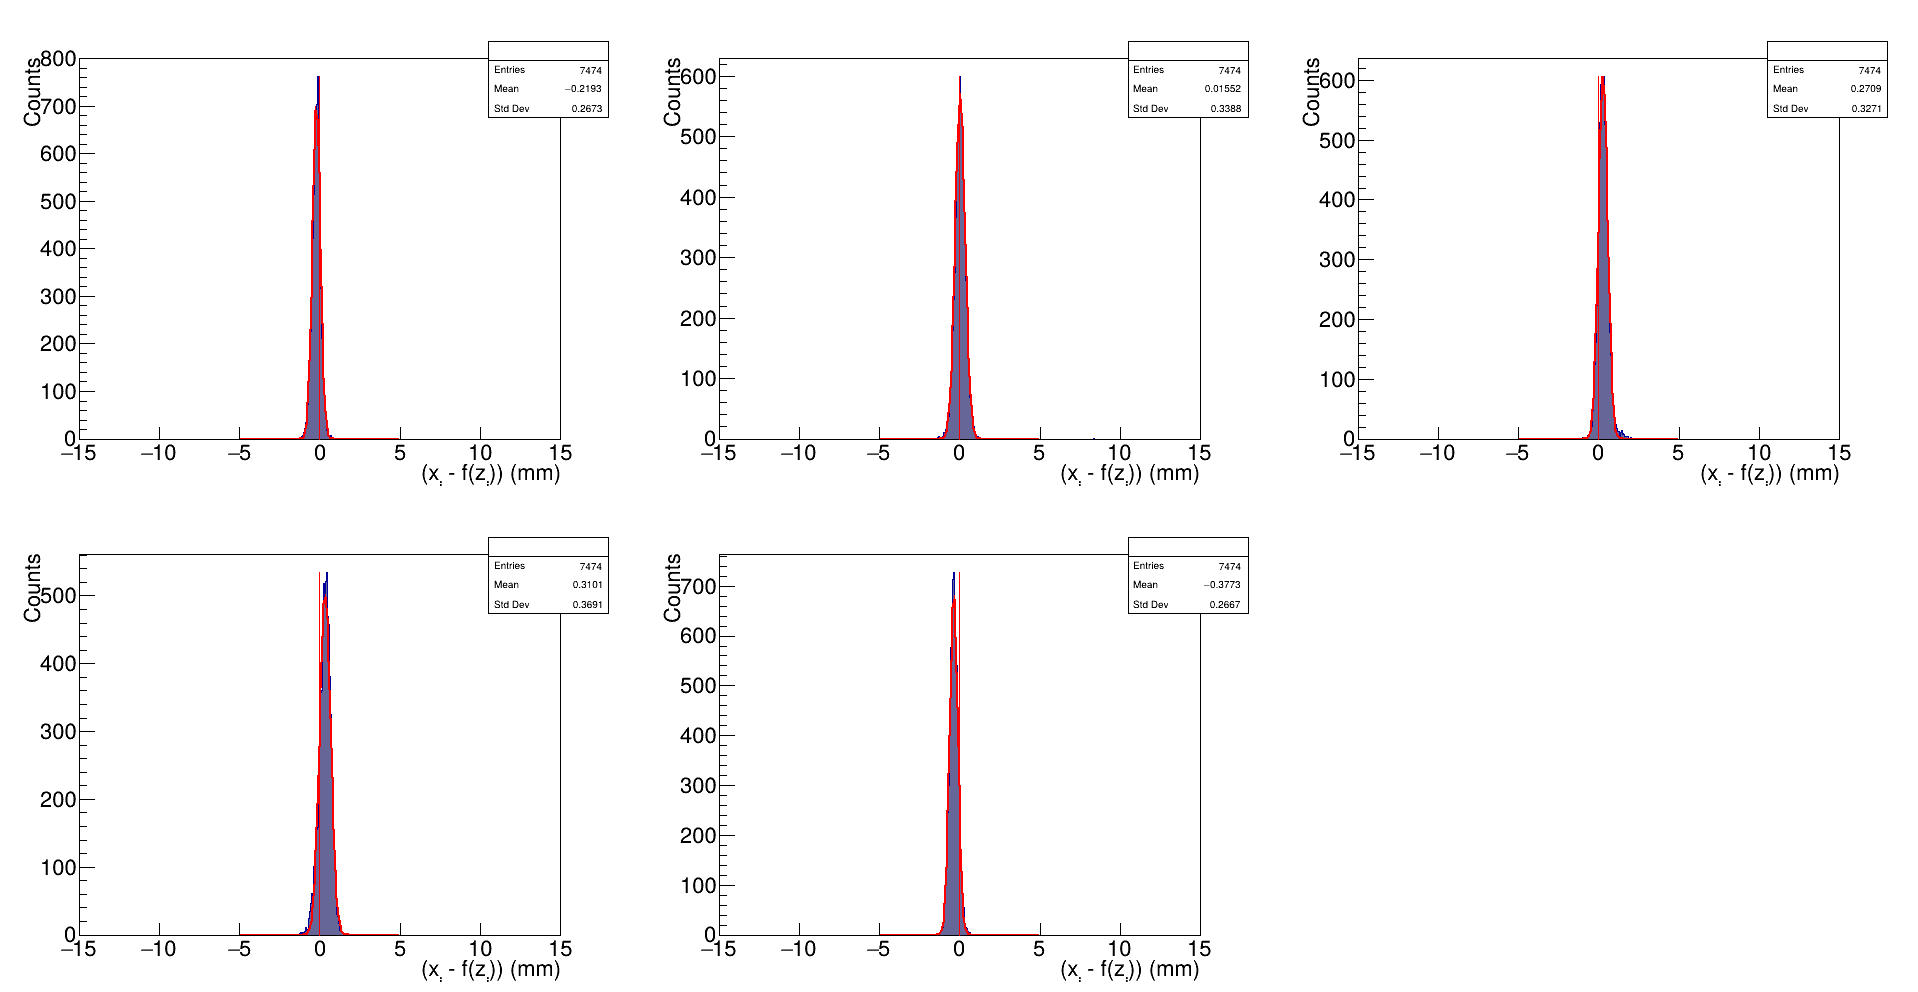 Counts
800
700
600
500
400
300
200
100
0
−15 −10 −5 0 5 10 15
(xi - f(zi)) (mm)
Entries 7474
Mean −0.2193
Std Dev 0.2673
Counts
600
500
400
300
200
100
0
−15 −10 −5 0 5 10 15
(xi - f(zi)) (mm)
Entries 7474
Mean 0.01552
Std Dev 0.3388
Counts
600
500
400
300
200
100
0
−15 −10 −5 0 5 10 15
(xi - f(zi)) (mm)
Entries 7474
Mean 0.2709
Std Dev 0.3271
Counts
500
400
300
200
100
0
−15 −10 −5 0 5 10 15
(xi - f(zi)) (mm)
Entries 7474
Mean 0.3101
Std Dev 0.3691
Counts
700
600
500
400
300
200
100
0
−15 −10 −5 0 5 10 15
(xi - f(zi)) (mm)
Entries 7474
Mean −0.3773
Std Dev 0.2667